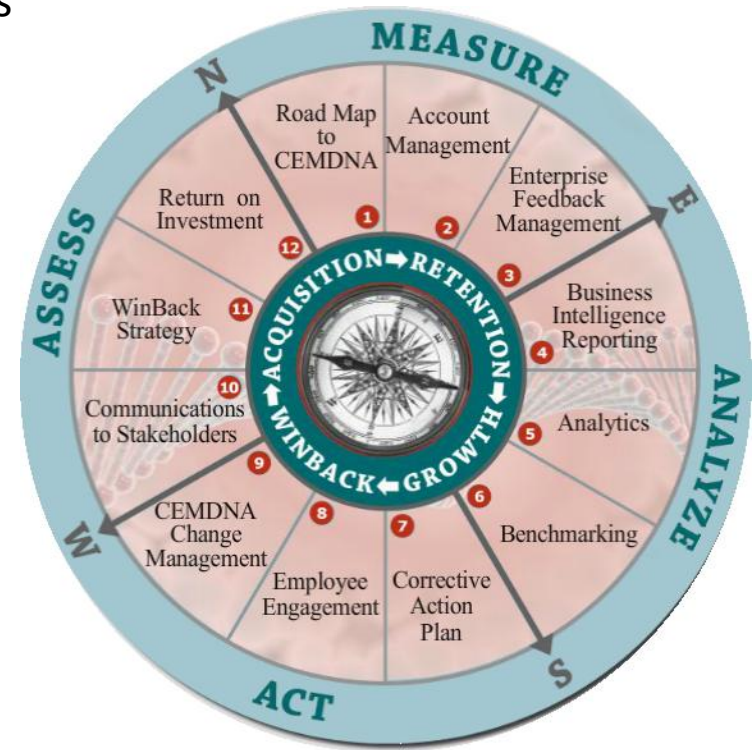 s
MEASURE
ANALYZE
ACT
ASSESS
N
E
S
W
Road Map
to
CEMDNA
1
Account
Management
2
Enterprise
Feedback
Management
3
Business
Intelligence
Reporting
4
Analytics
5
Benchmarking
6
Corrective
Action
Plan
7
Employee
Engagement
8
CEMDNA
Change
Management
9
Communications
to Stakeholders
10
WinBack
Strategy
11
Return on
Investment
12
ACQUISITION
RETENTION
GROWTH
WINBACK